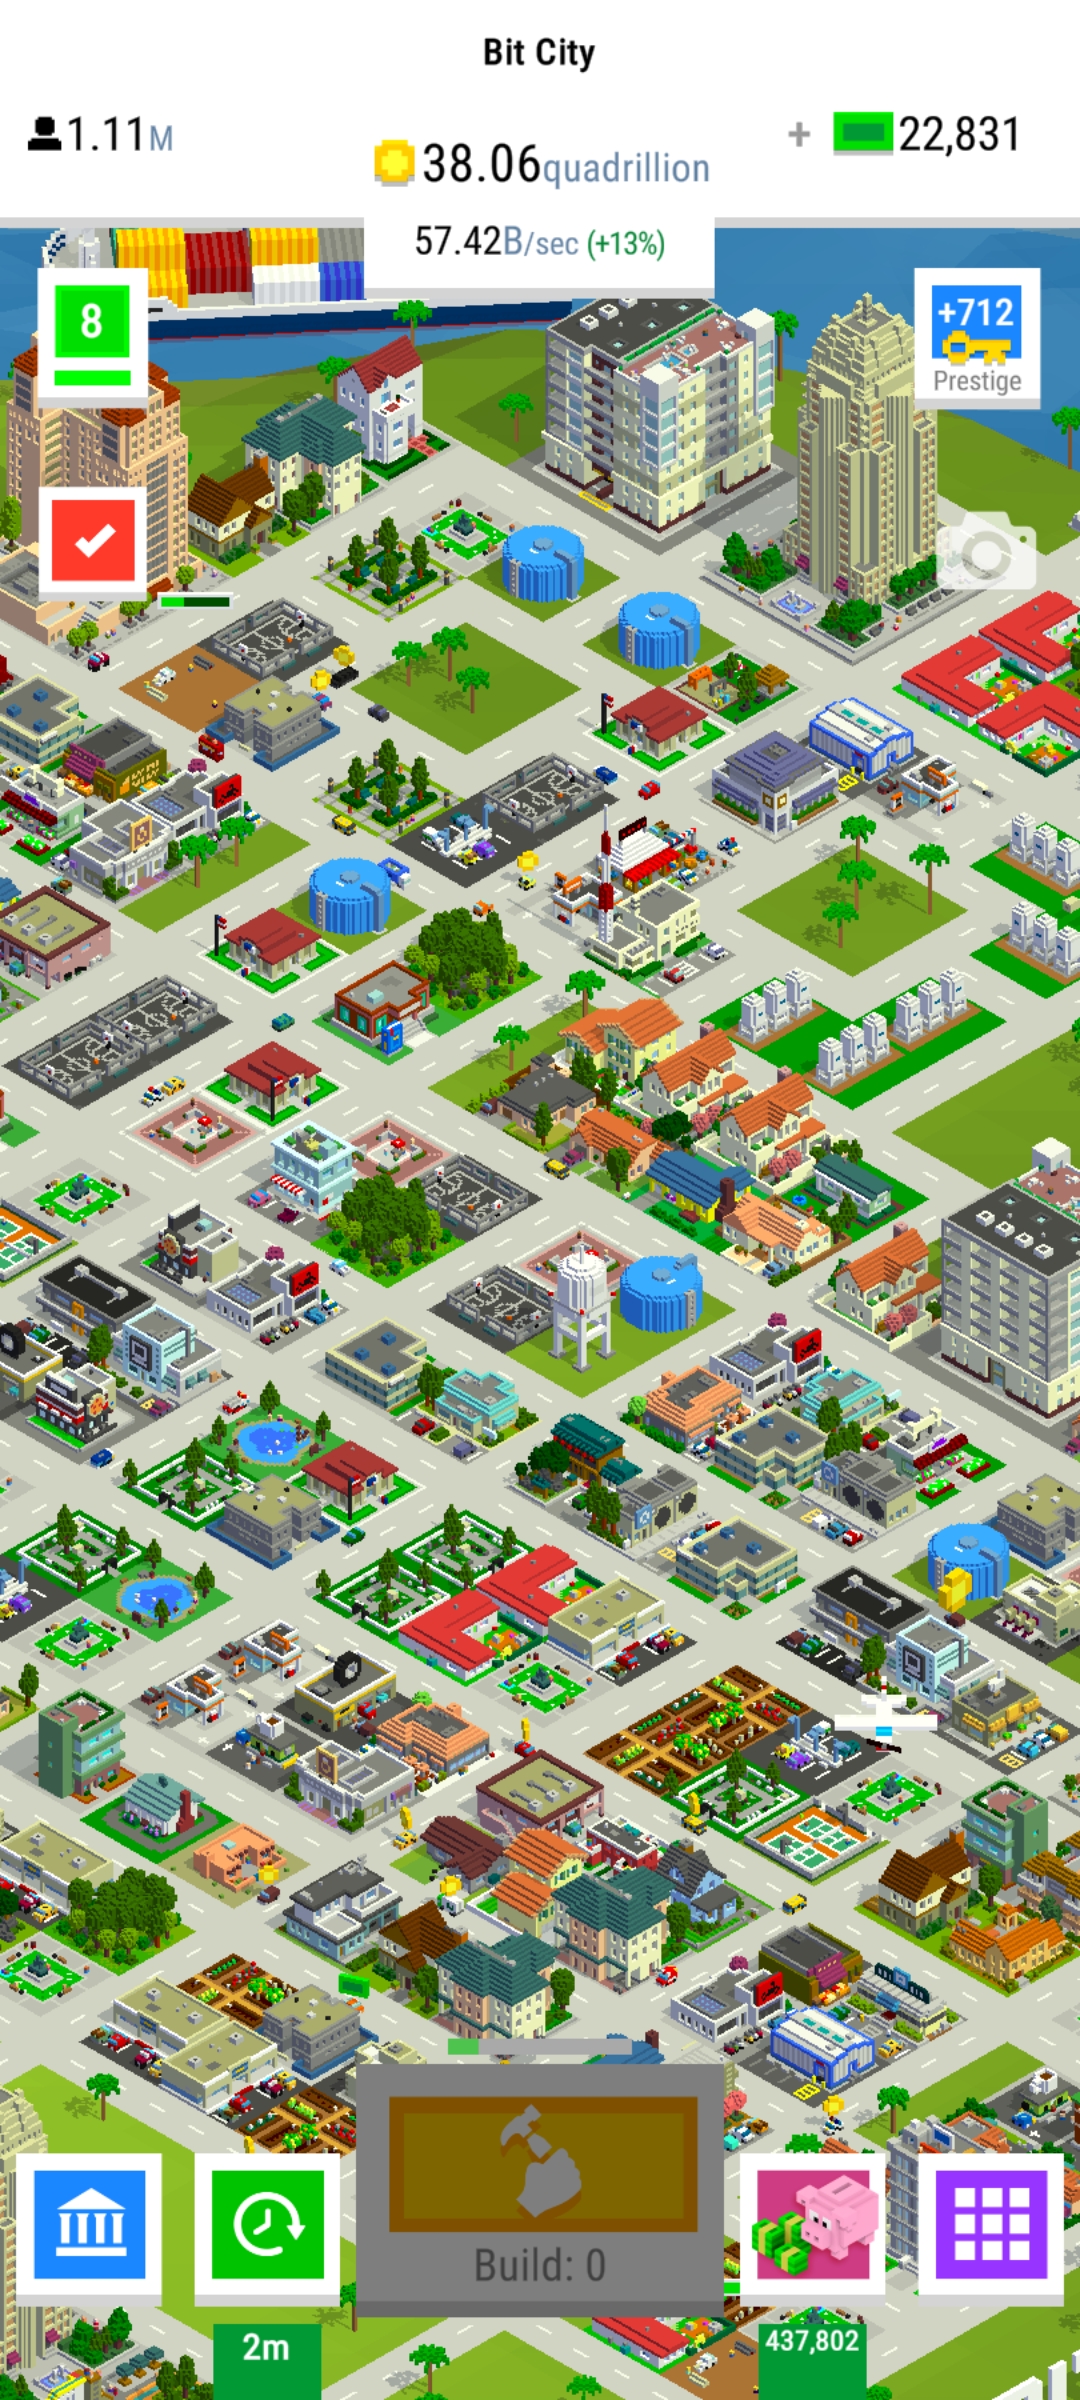 Bit City
1.11M
38.06quadrillion
+ 22,831
57.42B/sec (+13%)
8
+712
Prestige
Build: 0
2m
437,802